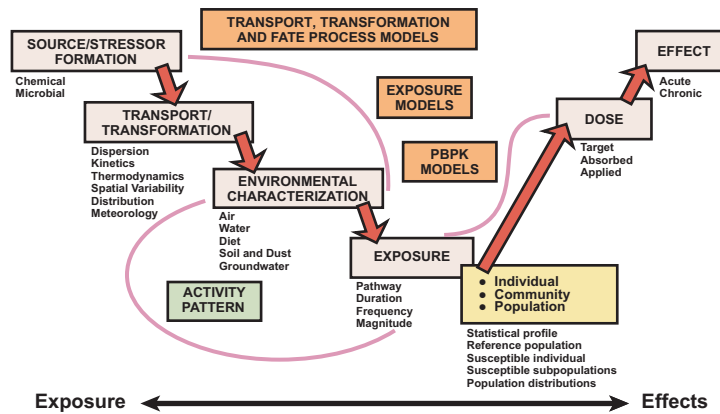 TRANSPORT, TRANSFORMATION
AND FATE PROCESS MODELS
SOURCE/STRESSOR
FORMATION
Chemical
Microbial
EFFECT
Acute
Chronic
EXPOSURE
MODELS
TRANSPORT/
TRANSFORMATION
Dispersion
Kinetics
Thermodynamics
Spatial Variability
Distribution
Meteorology
DOSE
Target
Absorbed
Applied
PBPK
MODELS
ENVIRONMENTAL
CHARACTERIZATION
Air
Water
Diet
Soil and Dust
Groundwater
EXPOSURE
Pathway
Duration
Frequency
Magnitude
● Individual
● Community
● Population
Statistical profile
Reference population
Susceptible individual
Susceptible subpopulations
Population distributions
ACTIVITY
PATTERN
Exposure
Effects